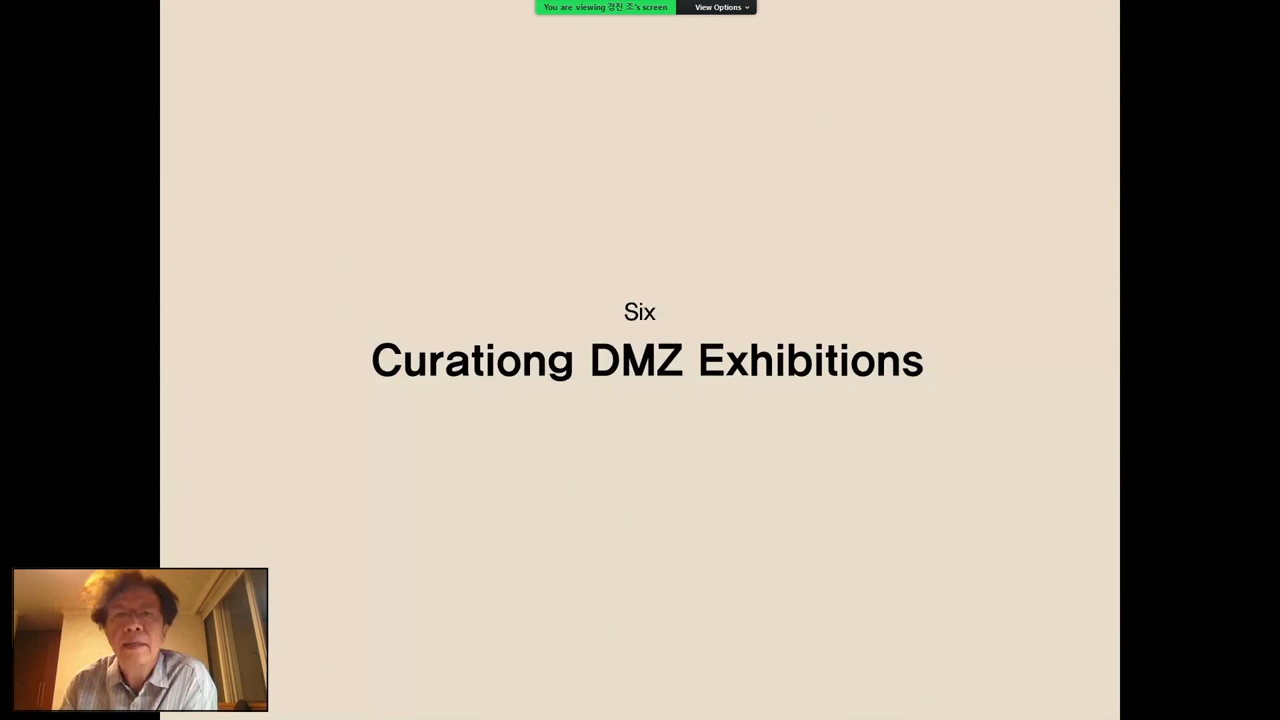 You are viewing 경진 조's screen
View Options
Six
Curationg DMZ Exhibitions